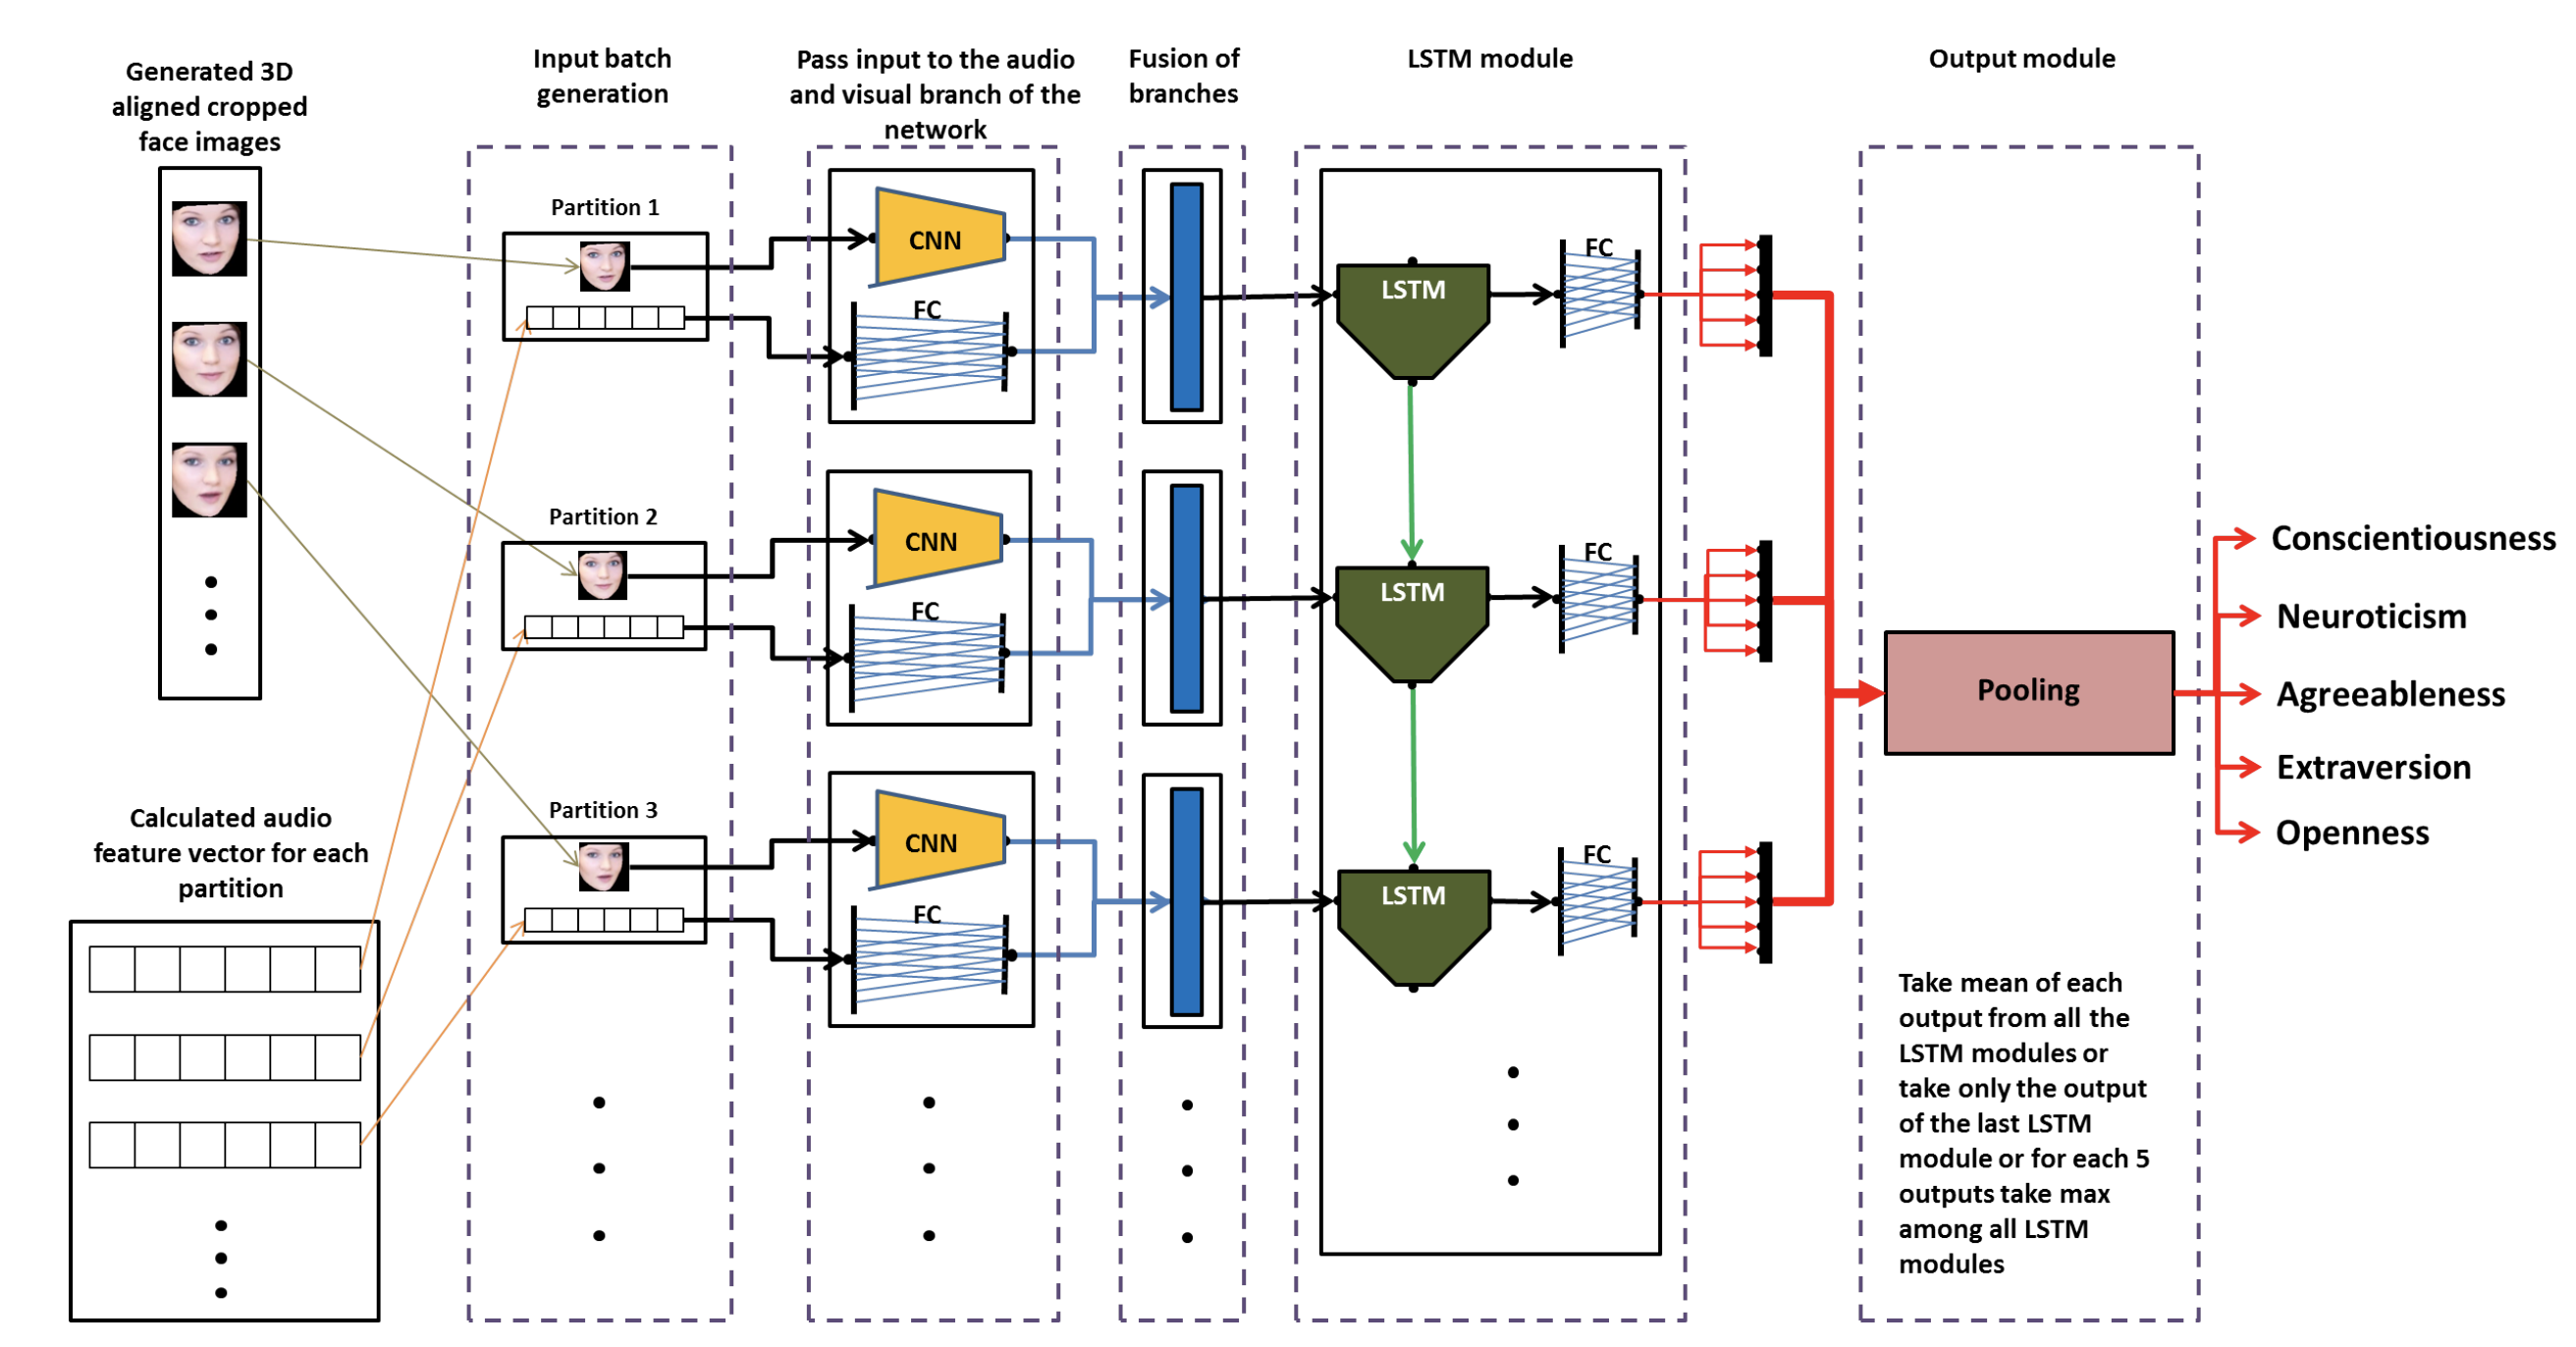 Generated 3D
aligned cropped
face images
Input batch
generation
Pass input to the audio
and visual branch of the
network
Fusion of
branches
LSTM module
Output module
Partition 1
CNN
FC
LSTM
FC
Partition 2
CNN
FC
LSTM
FC
Partition 3
CNN
FC
LSTM
FC
Calculated audio
feature vector for each
partition
Pooling
Conscientiousness
Neuroticism
Agreeableness
Extraversion
Openness
Take mean of each
output from all the
LSTM modules or
take only the output
of the last LSTM
module or for each 5
outputs take max
among all LSTM
modules